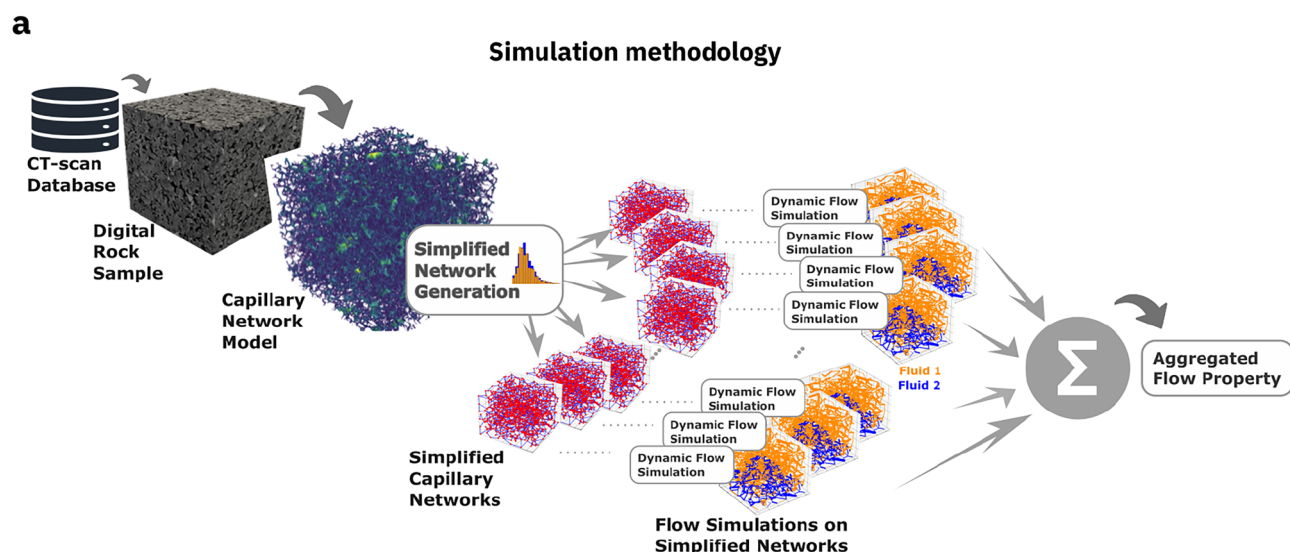 a
Simulation methodology
CT-scan
Database
Digital
Rock
Sample
Capillary
Network
Model
Simplified
Network
Generation
Dynamic Flow
Simulation
Dynamic Flow
Simulation
Dynamic Flow
Simulation
Dynamic Flow
Simulation
Fluid 1
Fluid 2
Dynamic Flow
Simulation
Dynamic Flow
Simulation
Dynamic Flow
Simulation
Simplified
Capillary
Networks
Flow Simulations on
Simplified Networks
Σ
Aggregated
Flow Property